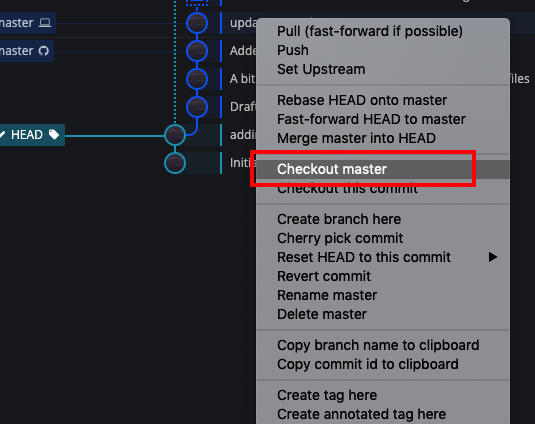 master
upda
Pull (fast-forward if possible)
master
Adde
Push
A bit
Set Upstream
files
Draft
Rebase HEAD onto master
Fast-forward HEAD to master
HEAD
addi
Merge master into HEAD
Initia
Checkout master
Checkout this commit
Create branch here
Cherry pick commit
Reset HEAD to this commit
Revert commit
Rename master
Delete master
Copy branch name to clipboard
Copy commit id to clipboard
Create tag here
Create annotated tag here